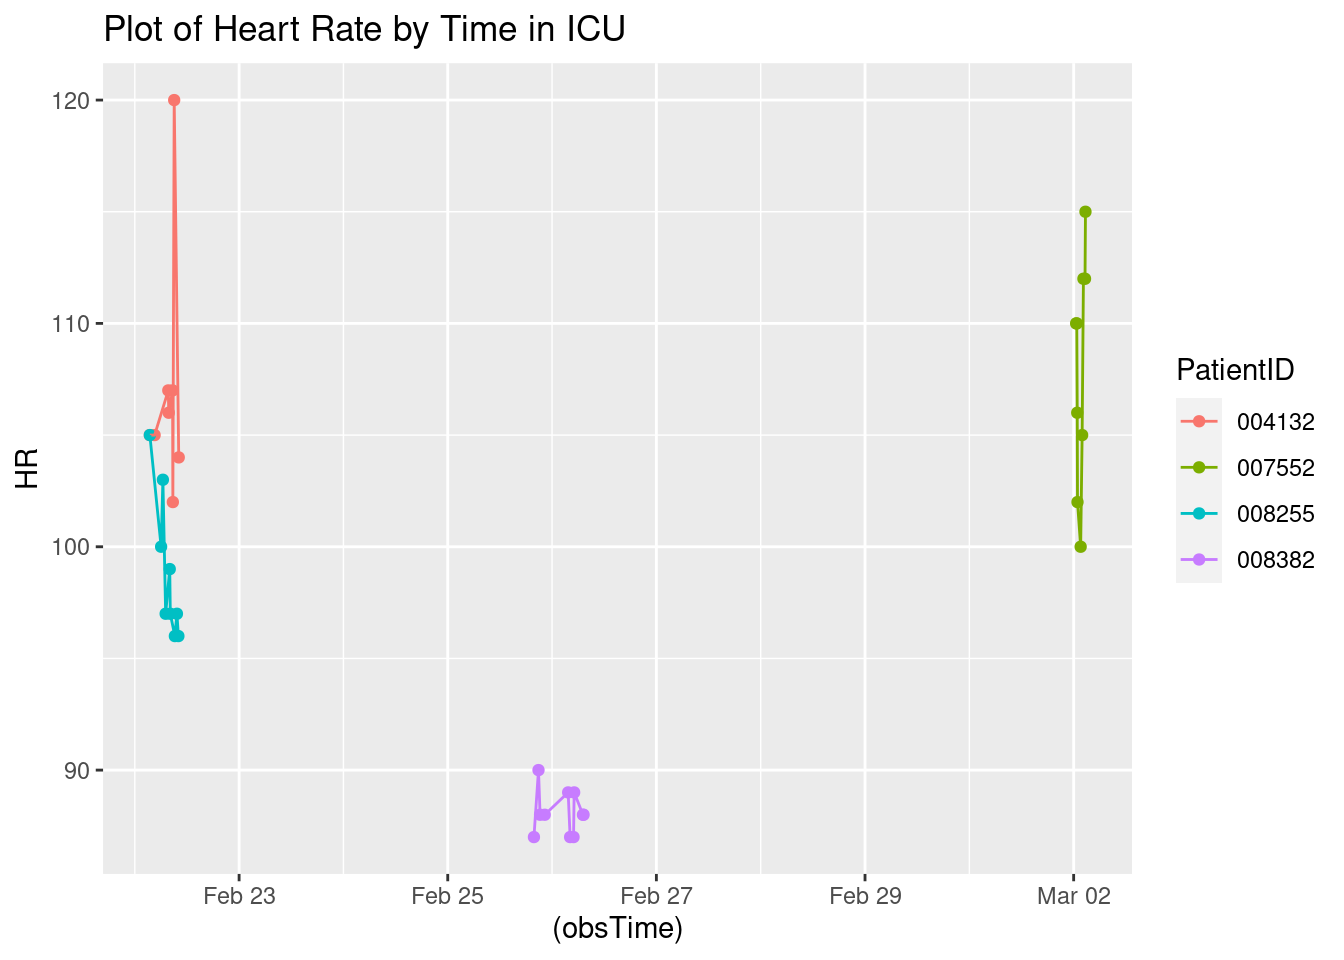 Plot of Heart Rate by Time in ICU
120
110
100
90
HR
Feb 23
Feb 25
Feb 27
Feb 29
Mar 02
(obsTime)
PatientID
004132
007552
008255
008382